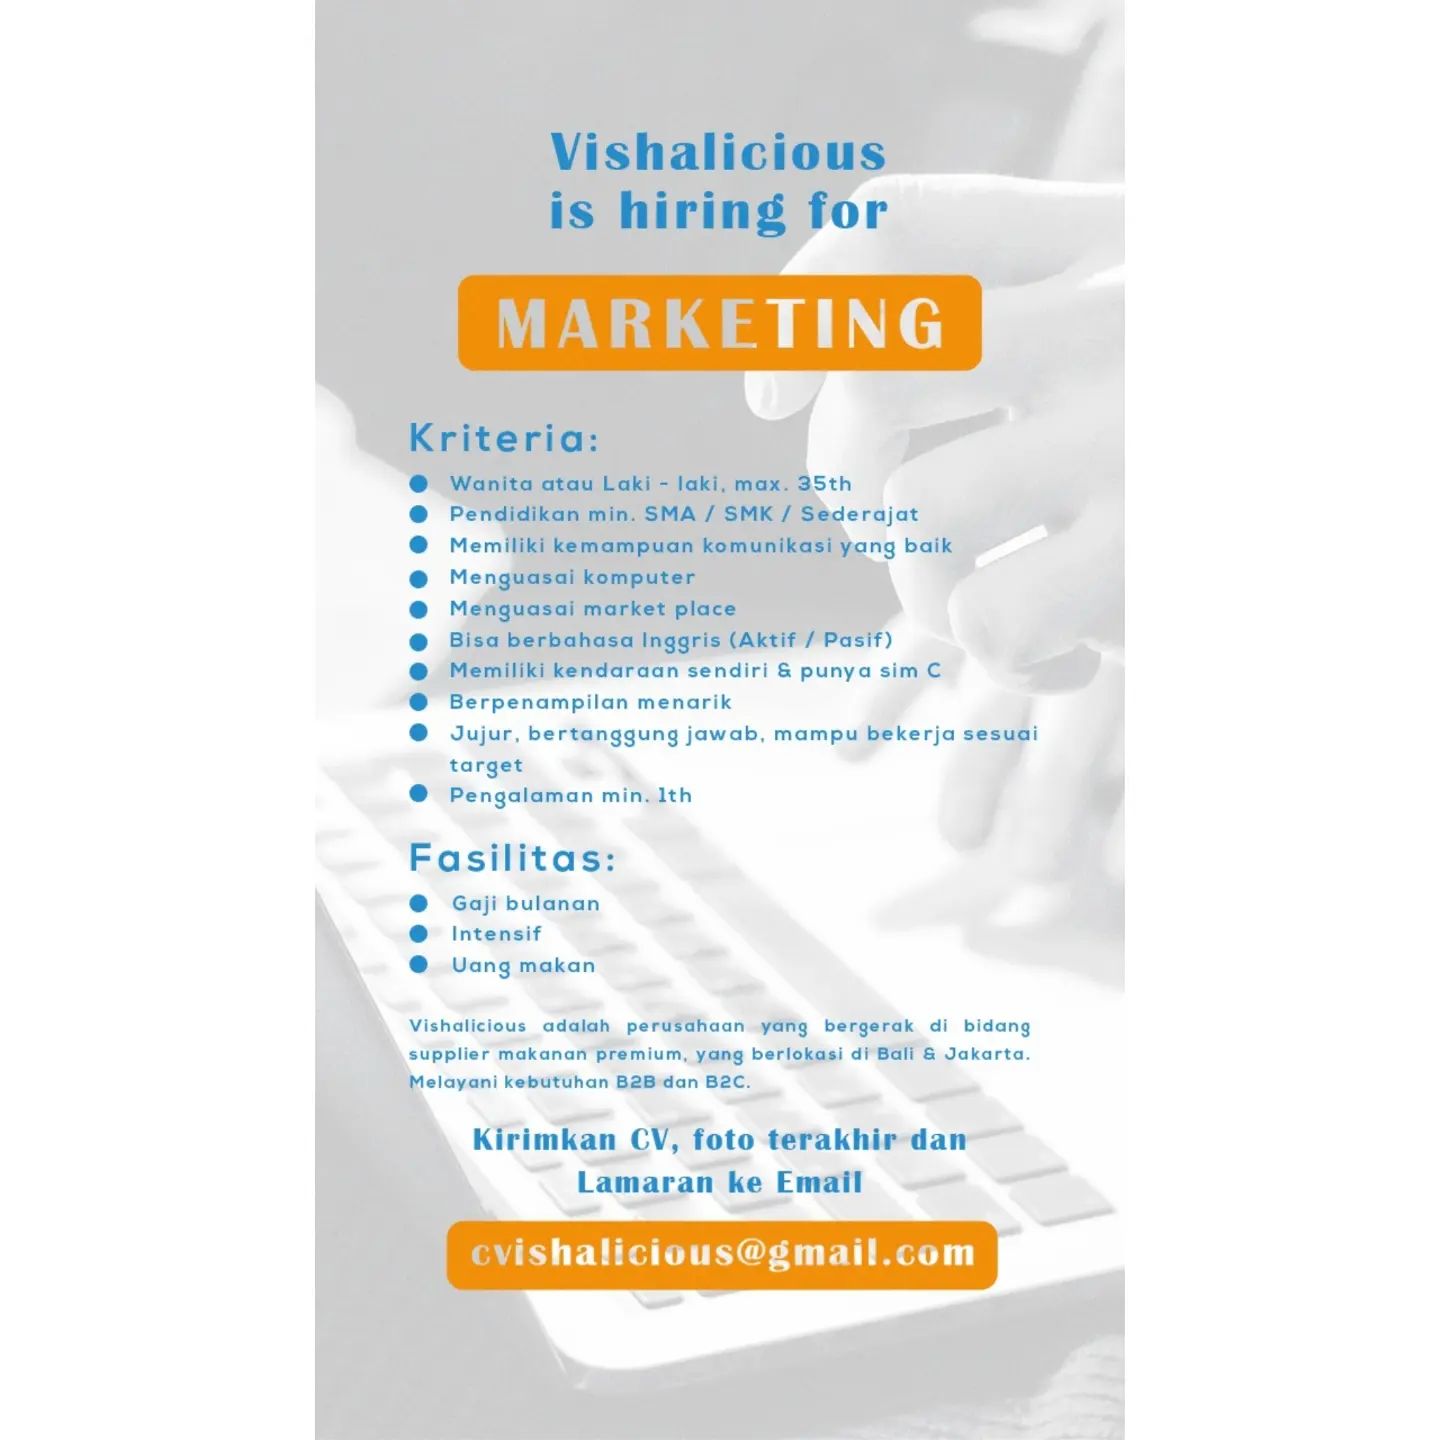 Vishalicious
is hiring for
MARKETING
Kriteria:
Wanita atau Laki - laki, max. 35th
Pendidikan min. SMA / SMK / Sederajat
Memiliki kemampuan komunikasi yang baik
Menguasai komputer
Menguasai market place
Bisa berbahasa Inggris (Aktif / Pasif)
Memiliki kendaraan sendiri & punya sim C
Berpenampilan menarik
Jujur, bertanggung jawab, mampu bekerja sesuai
target
Pengalaman min. 1th
Fasilitas:
Gaji bulanan
Intensif
Uang makan
Vishalicious adalah perusahaan yang bergerak di bidang
supplier makanan premium, yang berlokasi di Bali & Jakarta.
Melayani kebutuhan B2B dan B2C.
Kirimkan CV, foto terakhir dan
Lamaran ke Email
cvishalicious@gmail.com